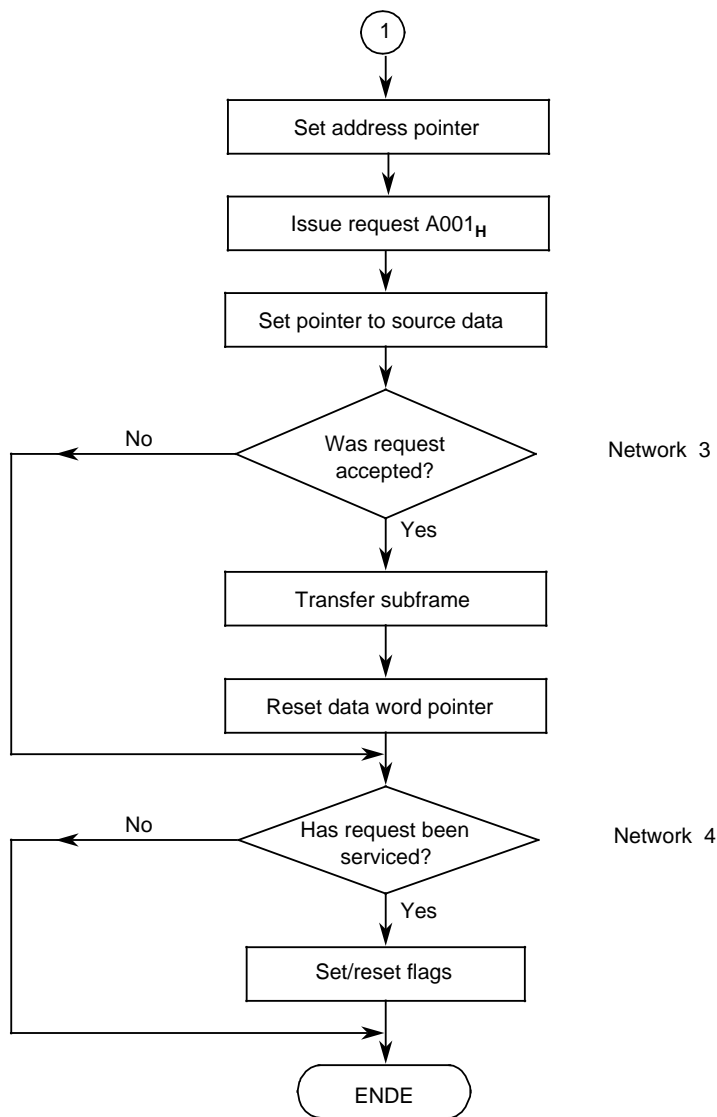 1
Set address pointer
Issue request A001H
Set pointer to source data
No
Was request
accepted?
Network 3
Yes
Transfer subframe
Reset data word pointer
No
Has request been
serviced?
Network 4
Yes
Set/reset flags
ENDE